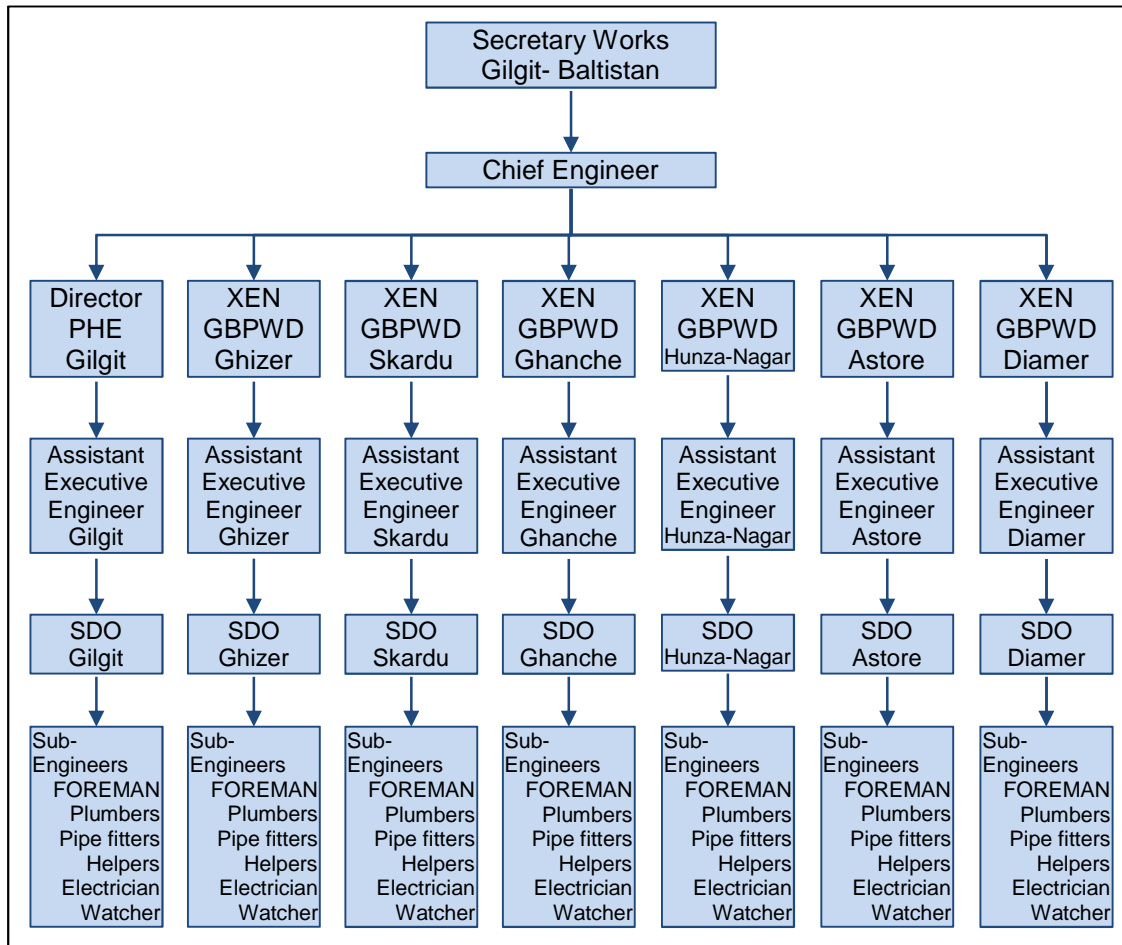 Secretary Works
Gilgit- Baltistan
Chief Engineer
Director
PHE
Gilgit
XEN
GBPWD
Ghizer
XEN
GBPWD
Skardu
XEN
GBPWD
Ghanche
XEN
GBPWD
Hunza-Nagar
XEN
GBPWD
Astore
XEN
GBPWD
Diamer
Assistant
Executive
Engineer
Gilgit
Assistant
Executive
Engineer
Ghizer
Assistant
Executive
Engineer
Skardu
Assistant
Executive
Engineer
Ghanche
Assistant
Executive
Engineer
Hunza-Nagar
Assistant
Executive
Engineer
Astore
Assistant
Executive
Engineer
Diamer
SDO
Gilgit
SDO
Ghizer
SDO
Skardu
SDO
Ghanche
SDO
Hunza-Nagar
SDO
Astore
SDO
Diamer
Sub-
Engineers
FOREMAN
Plumbers
Pipe fitters
Helpers
Electrician
Watcher
Sub-
Engineers
FOREMAN
Plumbers
Pipe fitters
Helpers
Electrician
Watcher
Sub-
Engineers
FOREMAN
Plumbers
Pipe fitters
Helpers
Electrician
Watcher
Sub-
Engineers
FOREMAN
Plumbers
Pipe fitters
Helpers
Electrician
Watcher
Sub-
Engineers
FOREMAN
Plumbers
Pipe fitters
Helpers
Electrician
Watcher
Sub-
Engineers
FOREMAN
Plumbers
Pipe fitters
Helpers
Electrician
Watcher
Sub-
Engineers
FOREMAN
Plumbers
Pipe fitters
Helpers
Electrician
Watcher